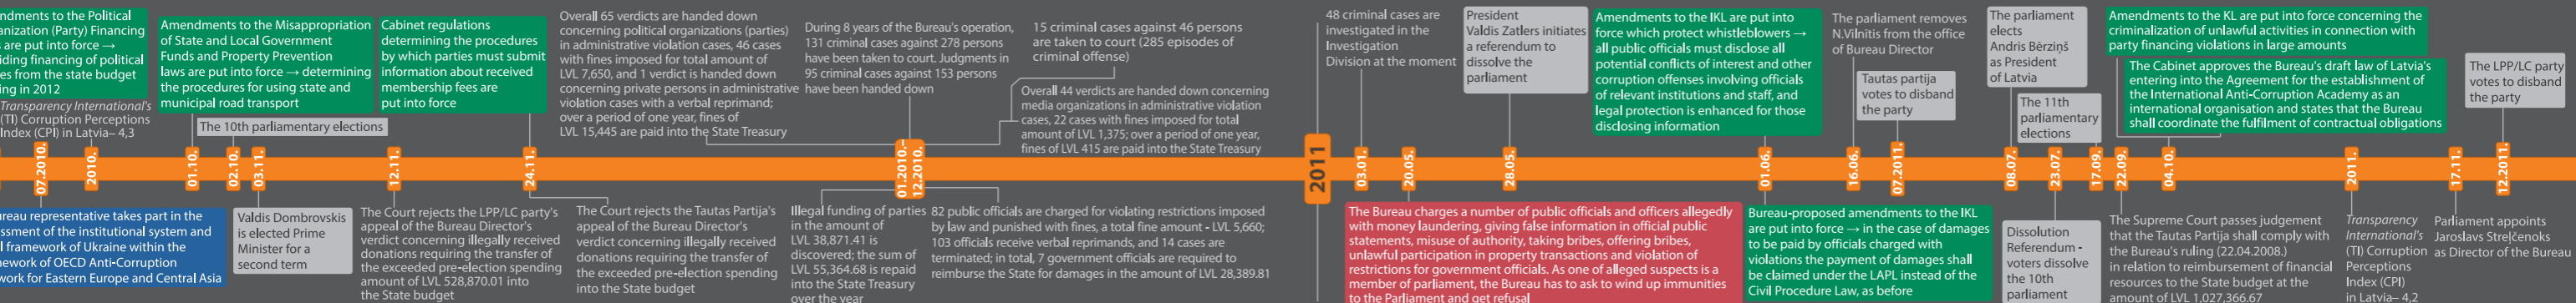 ndments to the Political
anization (Party) Financing
s are put into force →
iding financing of political
es from the state budget
ing in 2012
Transparency International's
(TI) Corruption Perceptions
Index (CPI) in Latvia– 4,3
Amendments to the Misappropriation
of State and Local Government
Funds and Property Prevention
laws are put into force → determining
the procedures for using state and
municipal road transport
The 10th parliamentary elections
Cabinet regulations
determining the procedures
by which parties must submit
information about received
membership fees are
put into force
Overall 65 verdicts are handed down
concerning political organizations (parties)
in administrative violation cases, 46 cases
with fines imposed for total amount of
LVL 7,650, and 1 verdict is handed down
concerning private persons in administrative
violation cases with a verbal reprimand;
over a period of one year, fines of
LVL 15,445 are paid into the State Treasury
During 8 years of the Bureau's operation,
131 criminal cases against 278 persons
have been taken to court. Judgments in
95 criminal cases against 153 persons
have been handed down
15 criminal cases against 46 persons
are taken to court (285 episodes of
criminal offense)
Overall 44 verdicts are handed down concerning
media organizations in administrative violation
cases, 22 cases with fines imposed for total
amount of LVL 1,375; over a period of one year,
fines of LVL 415 are paid into the State Treasury
48 criminal cases are
investigated in the
Investigation
Division at the moment
President
Valdis Zatlers initiates
a referendum to
dissolve the
parliament
Amendments to the IKL are put into
force which protect whistleblowers →
all public officials must disclose all
potential conflicts of interest and other
corruption offenses involving officials
of relevant institutions and staff, and
legal protection is enhanced for those
disclosing information
The parliament removes
N.Vilnitis from the office
of Bureau Director
Tautas partija
votes to disband
the party
The parliament
elects
Andris Bērziņš
as President
of Latvia
The 11th
parliamentary
elections
Amendments to the KL are put into force concerning the
criminalization of unlawful activities in connection with
party financing violations in large amounts
The Cabinet approves the Bureau's draft law of Latvia's
entering into the Agreement for the establishment of
the International Anti-Corruption Academy as an
international organisation and states that the Bureau
shall coordinate the fulfilment of contractual obligations
The LPP/LC party
votes to disband
the party
07.2010.
2010.
01.10.
02.10.
03.11.
12.11.
24.11.
01.2010.–
12.2010.
2011
03.01.
20.05.
28.05.
01.06.
16.06.
07.2011.
08.07.
23.07.
17.09.
22.09.
04.10.
2011.
17.11.
12.2011.
ureau representative takes part in the
ssment of the institutional system and
l framework of Ukraine within the
ework of OECD Anti-Corruption
work for Eastern Europe and Central Asia
Valdis Dombrovskis
is elected Prime
Minister for a
second term
The Court rejects the LPP/LC party's
appeal of the Bureau Director's
verdict concerning illegally received
donations requiring the transfer of
the exceeded pre-election spending
amount of LVL 528,870.01 into
the State budget
The Court rejects the Tautas Partija's
appeal of the Bureau Director's
verdict concerning illegally received
donations requiring the transfer of
the exceeded pre-election spending
into the State budget
Illegal funding of parties
in the amount of
LVL 38,871.41 is
discovered; the sum of
LVL 55,364.68 is repaid
into the State Treasury
over the year
82 public officials are charged for violating restrictions imposed
by law and punished with fines, a total fine amount - LVL 5,660;
103 officials receive verbal reprimands, and 14 cases are
terminated; in total, 7 government officials are required to
reimburse the State for damages in the amount of LVL 28,389.81
The Bureau charges a number of public officials and officers allegedly
with money laundering, giving false information in official public
statements, misuse of authority, taking bribes, offering bribes,
unlawful participation in property transactions and violation of
restrictions for government officials. As one of alleged suspects is a
member of parliament, the Bureau has to ask to wind up immunities
to the Parliament and get refusal
Bureau-proposed amendments to the IKL
are put into force → in the case of damages
to be paid by officials charged with
violations the payment of damages shall
be claimed under the LAPL instead of the
Civil Procedure Law, as before
Dissolution
Referendum -
voters dissolve
the 10th
parliament
The Supreme Court passes judgement
that the Tautas Partija shall comply with
the Bureau's ruling (22.04.2008.)
in relation to reimbursement of financial
resources to the State budget at the
amount of LVL 1,027,366.67
Transparency
International's
(TI) Corruption
Perceptions
Index (CPI)
in Latvia– 4,2
Parliament appoints
Jaroslavs Streļčenoks
as Director of the Bureau